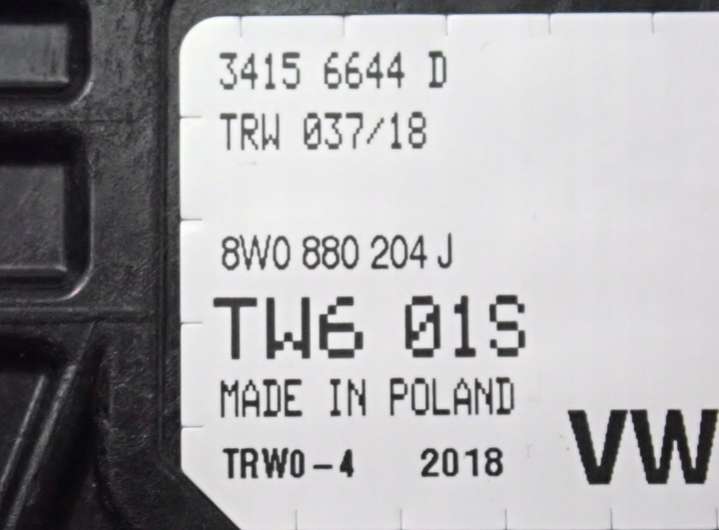 3415 6644 D
TRW 037/18
8W0 880 204 J
TW6 01S
MADE IN POLAND
TRW0-4 2018 VW